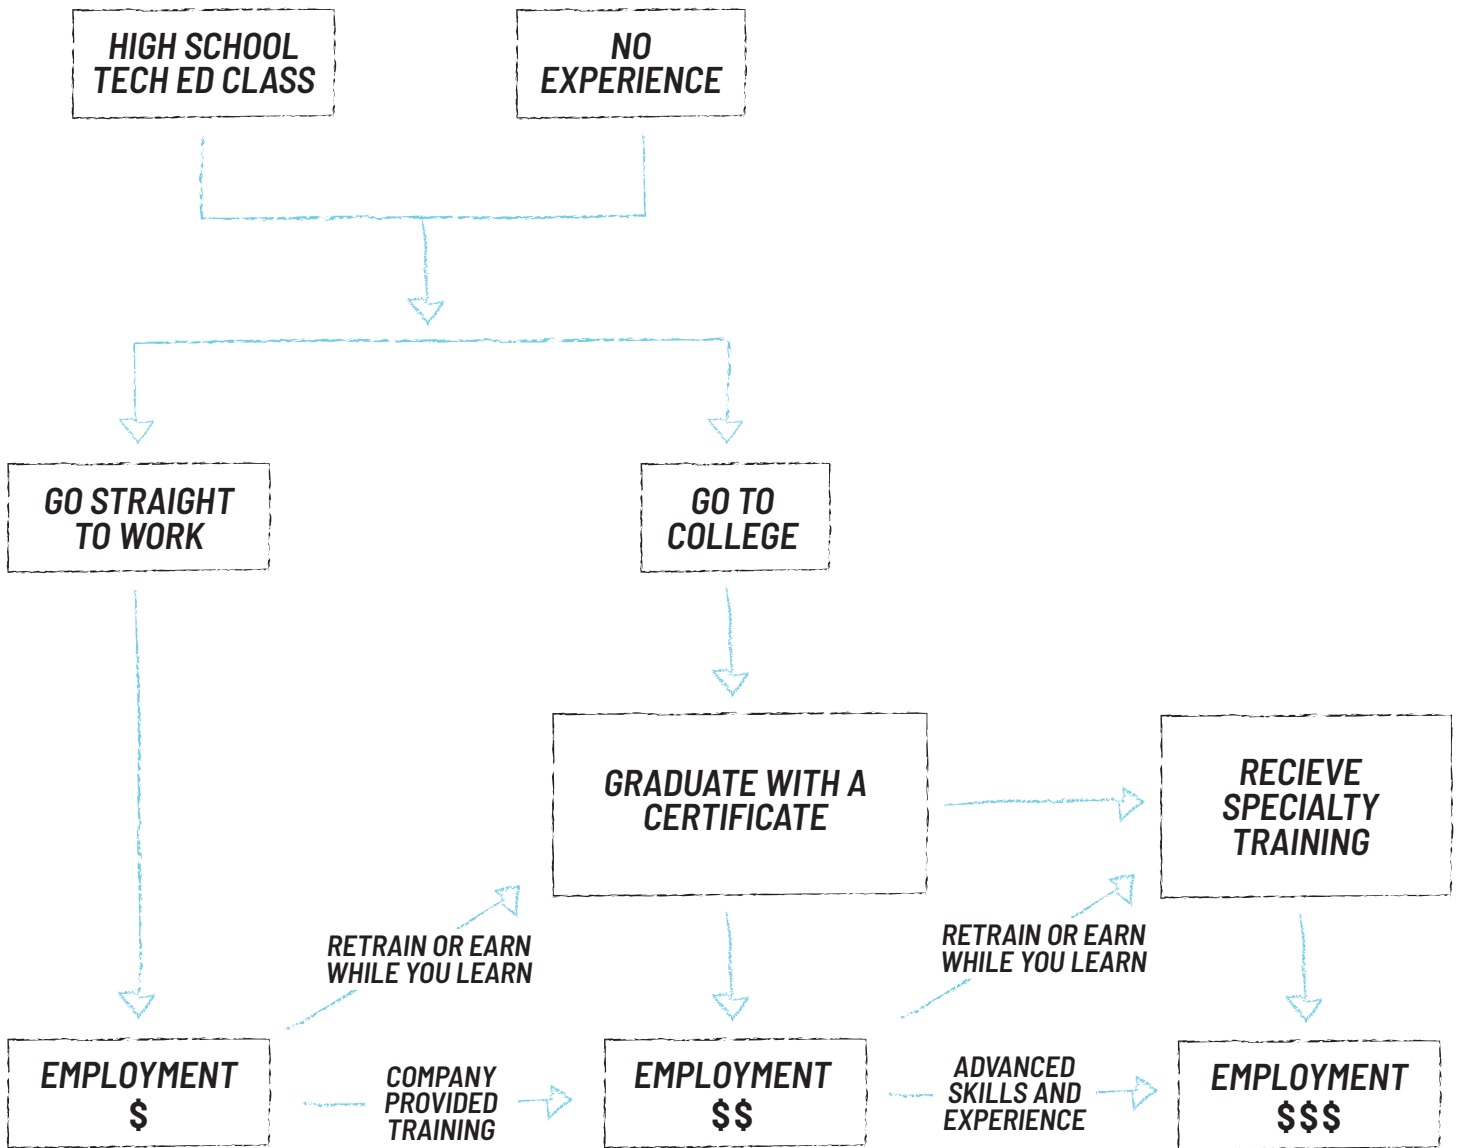 HIGH SCHOOL
TECH ED CLASS
NO
EXPERIENCE
GO STRAIGHT
TO WORK
GO TO
COLLEGE
GRADUATE WITH A
CERTIFICATE
RECIEVE
SPECIALTY
TRAINING
RETRAIN OR EARN
WHILE YOU LEARN
RETRAIN OR EARN
WHILE YOU LEARN
EMPLOYMENT
$
COMPANY
PROVIDED
TRAINING
EMPLOYMENT
$$
ADVANCED
SKILLS AND
EXPERIENCE
EMPLOYMENT
$$$